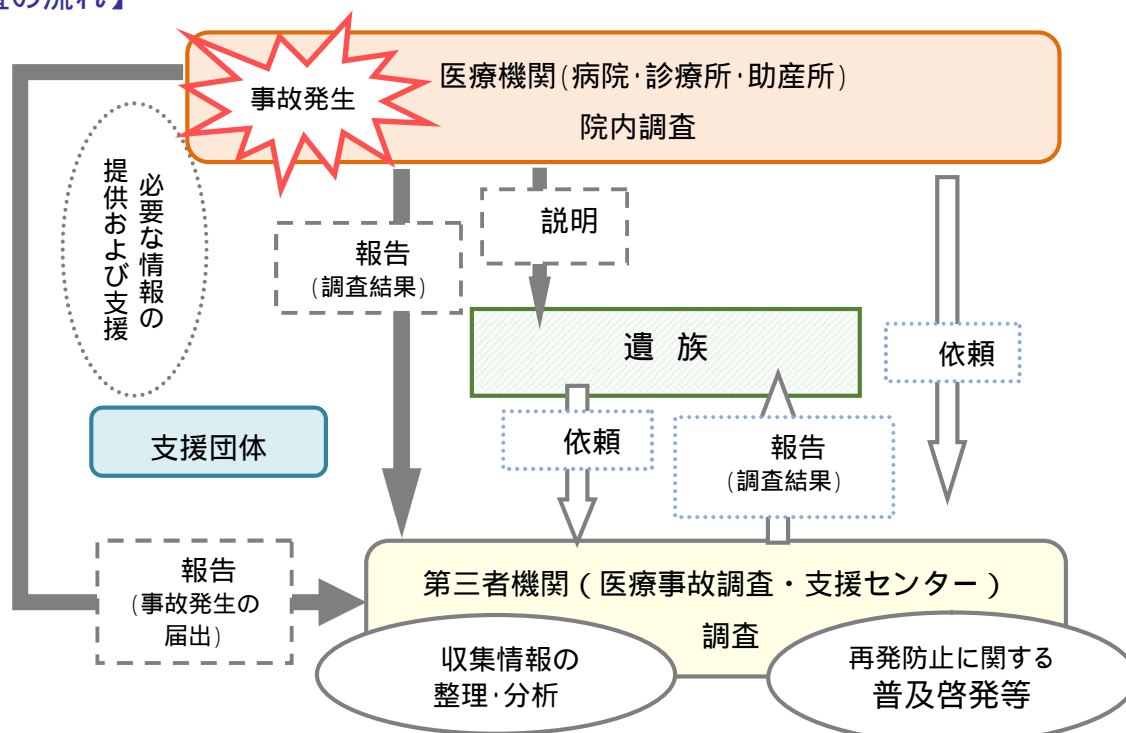 の流れ】
事故発生
医療機関(病院･診療所･助産所)
院内調査
必要な情報の
提供および支援
報告
(調査結果)
説明
遺 族
依頼
依頼
報告
(調査結果)
支援団体
報告
(事故発生の
届出)
第三者機関(医療事故調査・支援センター)
調査
収集情報の
整理･分析
再発防止に関する
普及啓発等